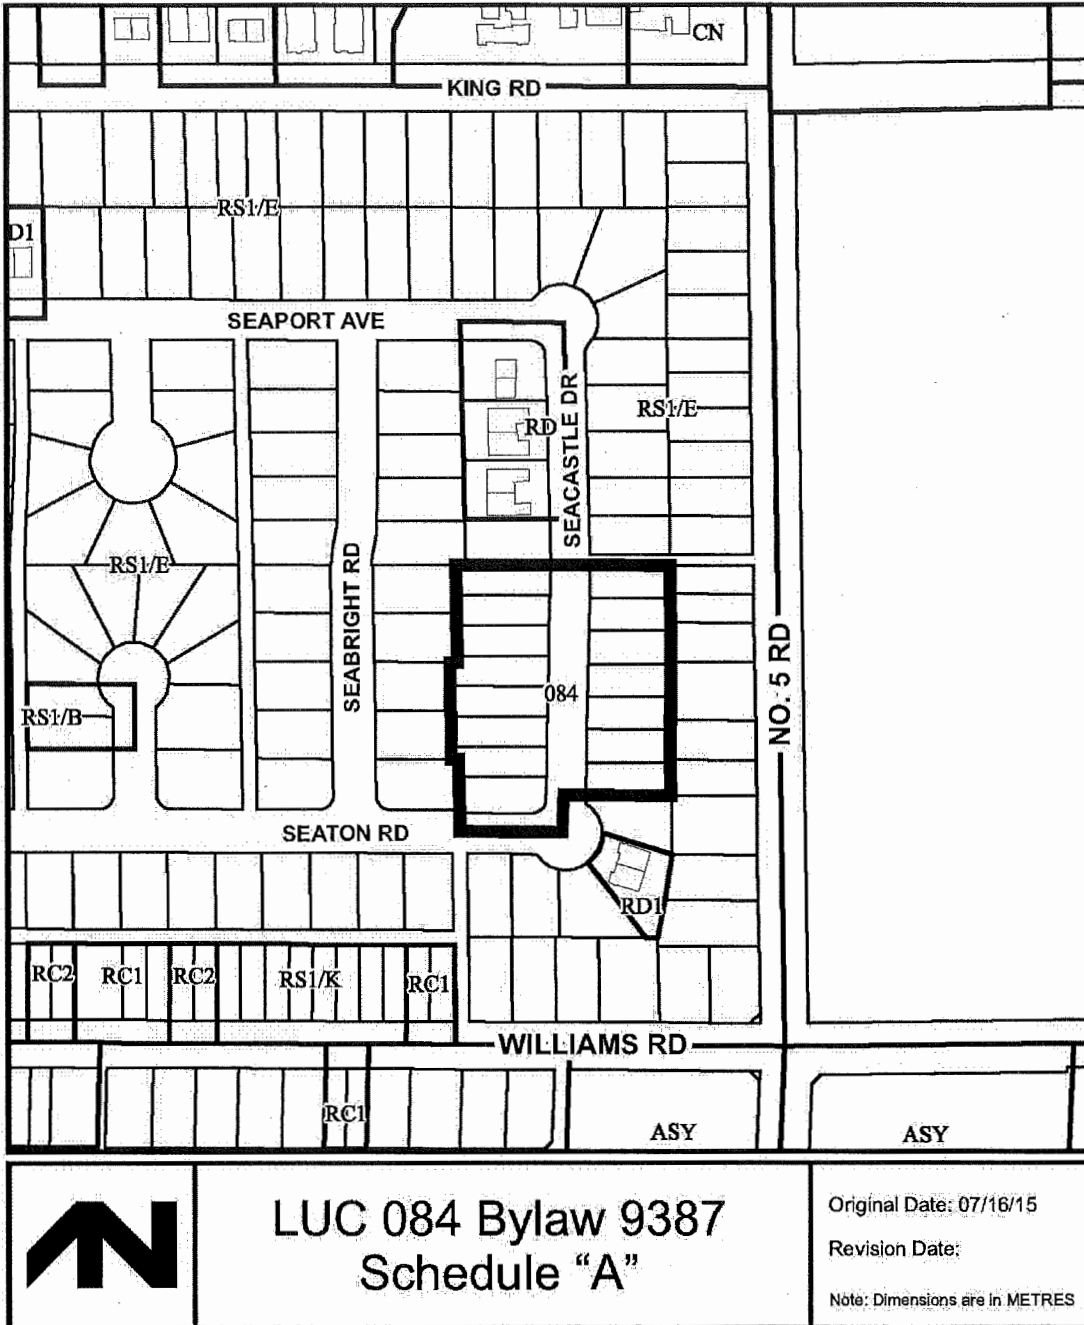 CN
KING RD
RS1/E
D1
SEAPORT AVE
SEACASTLE DR
RD
RS1/E
SEABRIGHT RD
RS1/E
NO. 5 RD
084
RS1/B
SEATON RD
RD1
RC2
RC1
RC2
RS1/K
RC1
WILLIAMS RD
RC1
ASY
ASY
LUC 084 Bylaw 9387
Schedule “A”
Original Date: 07/16/15
Revision Date:
Note: Dimensions are in METRES